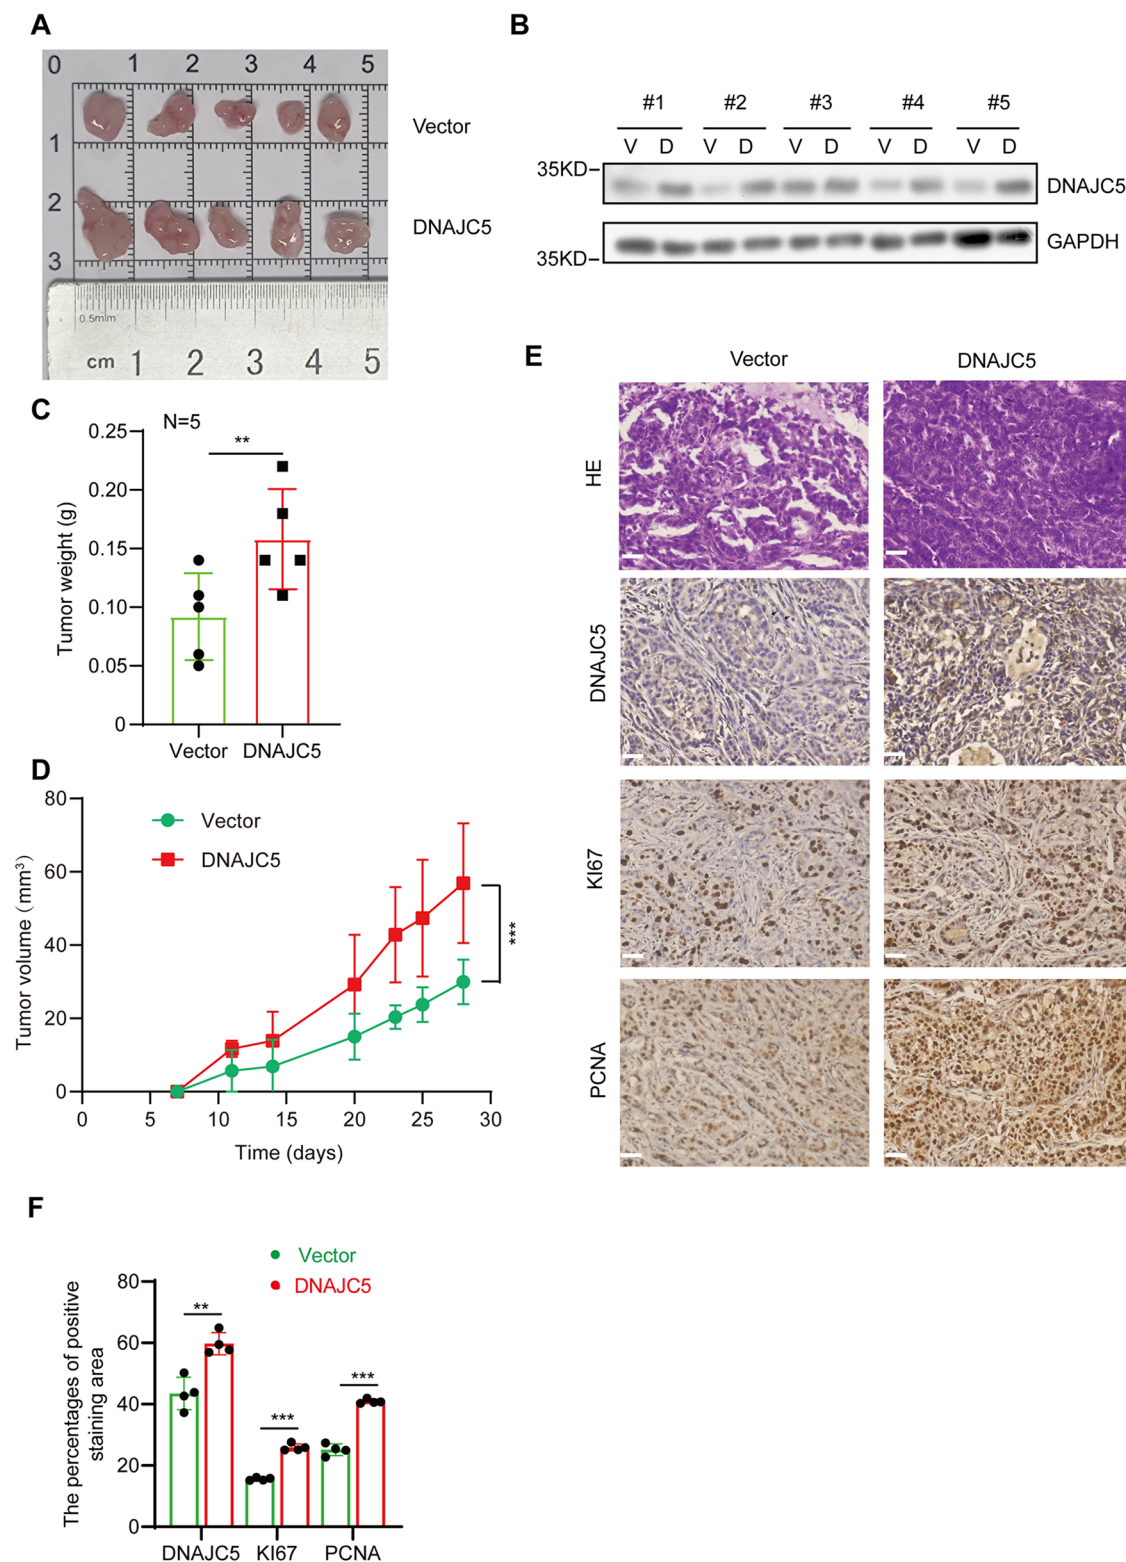 A
0 1 2 3 4 5
1
2
3
Vector
DNAJC5
0.5mm
cm 1 2 3 4 5
B
#1 #2 #3 #4 #5
V D V D V D V D V D
35KD
DNAJC5
35KD
GAPDH
C
N=5
**
0.25
0.20
0.15
0.10
0.05
0
Tumor weight (g)
Vector DNAJC5
D
80
60
40
20
0
Tumor volume (mm³)
Vector
DNAJC5
***
0 5 10 15 20 25 30
Time (days)
E
Vector DNAJC5
HE
DNAJC5
KI67
PCNA
F
Vector
DNAJC5
The percentages of positive
staining area
80
60
40
20
0
**
***
***
DNAJC5 KI67 PCNA